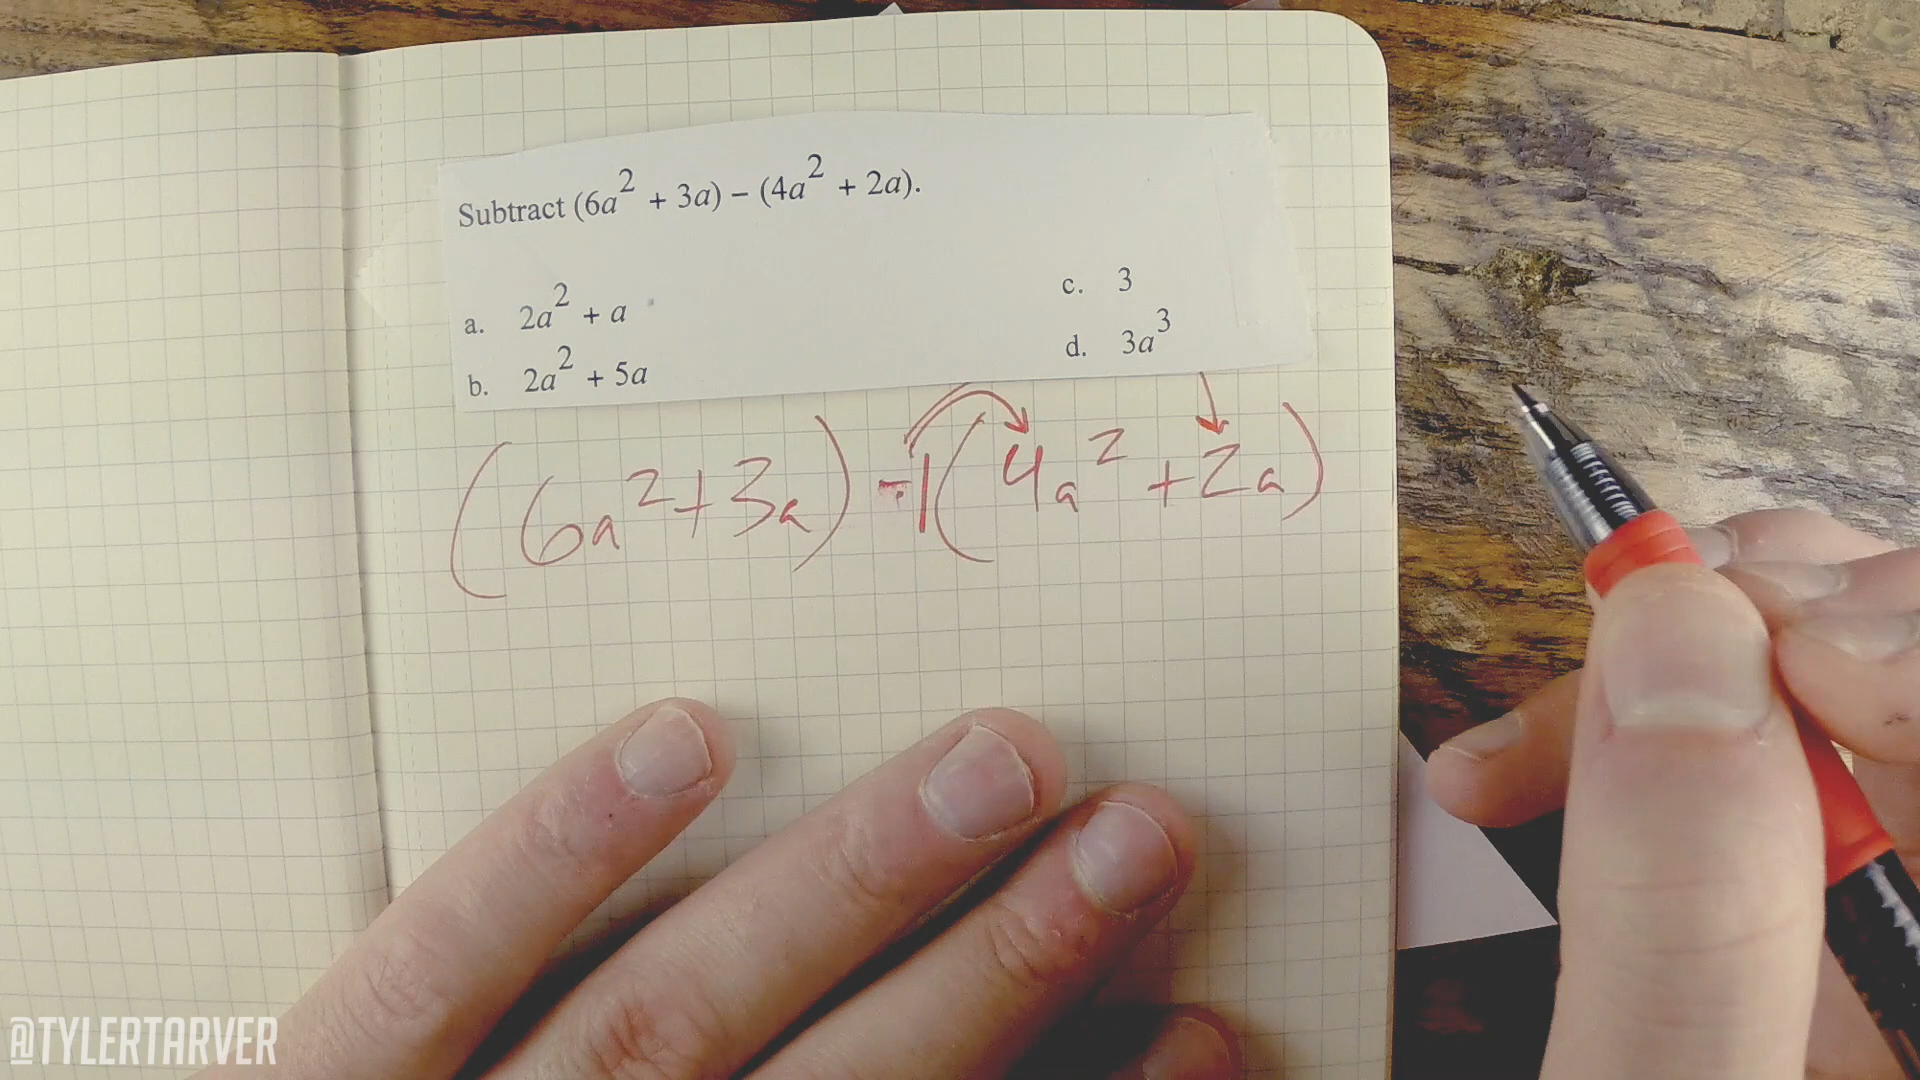 Subtract (6a² + 3a) – (4a² + 2a).
a. 2a² + a
b. 2a² + 5a
c. 3
d. 3a³
(6a²+3a) -1(4a²+2a)
@TYLERTARVER